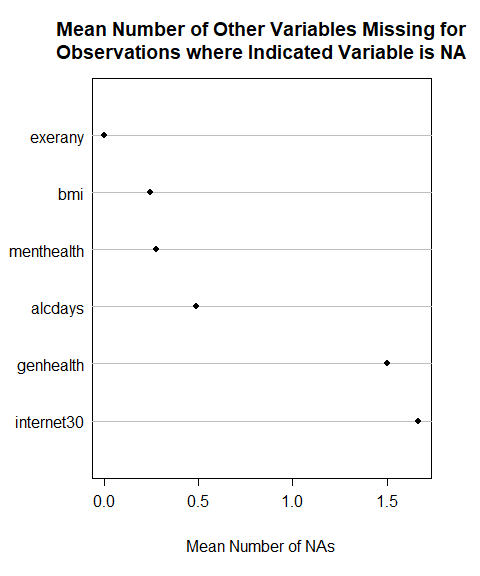 Mean Number of Other Variables Missing for
Observations where Indicated Variable is NA
exerany
bmi
menthealth
alcdays
genhealth
internet30
0.0 0.5 1.0 1.5
Mean Number of NAs